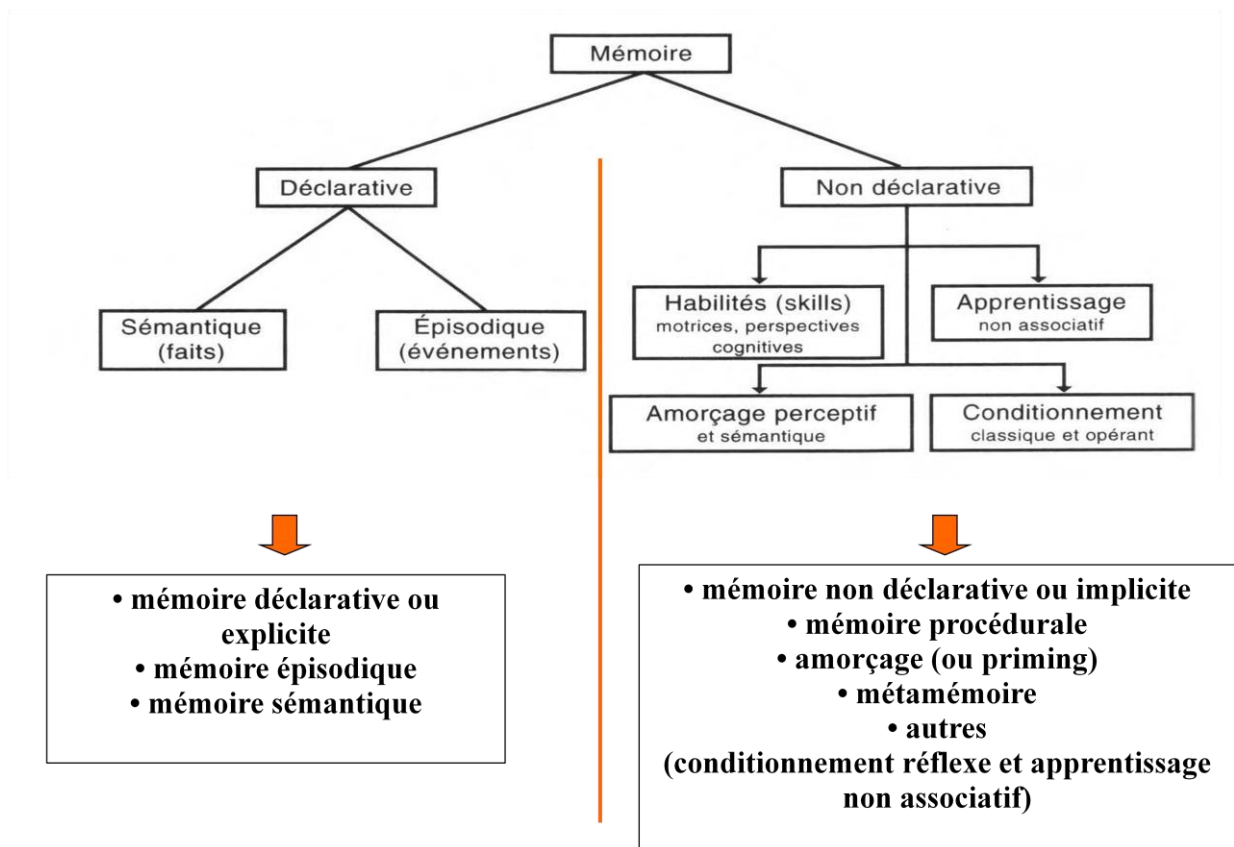 Mémoire
Déclarative
Non déclarative
Sémantique
(faits)
Épisodique
(événements)
Habilités (skills)
motrices, perspectives
cognitives
Apprentissage
non associatif
Amorçage perceptif
et sémantique
Conditionnement
classique et opérant
• mémoire déclarative ou
explicite
• mémoire épisodique
• mémoire sémantique
• mémoire non déclarative ou implicite
• mémoire procédurale
• amorçage (ou priming)
• métamémoire
• autres
(conditionnement réflexe et apprentissage
non associatif)